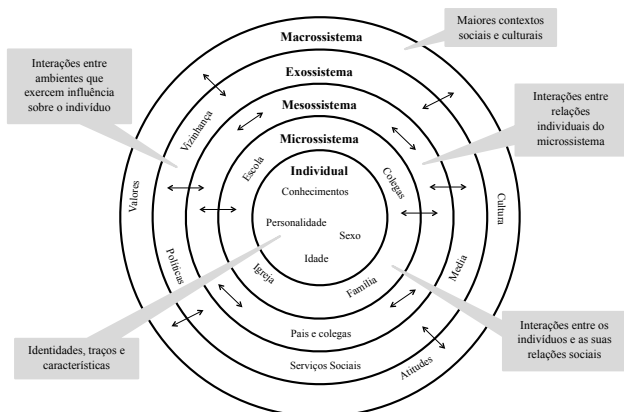 Macrossistema
Maiores contextos
sociais e culturais
Interações entre
ambientes que
exercem influência
sobre o indivíduo
Exossistema
Mesossistema
Interações entre
relações
individuais do
microssistema
Microssistema
Vizinhança
Individual
Escola
Colegas
Conhecimentos
Valores
Cultura
Personalidade
Sexo
Idade
Políticas
Igreja
Família
Media
Pais e colegas
Interações entre os
indivíduos e as suas
relações sociais
Identidades, traços e
características
Serviços Sociais
Atitudes